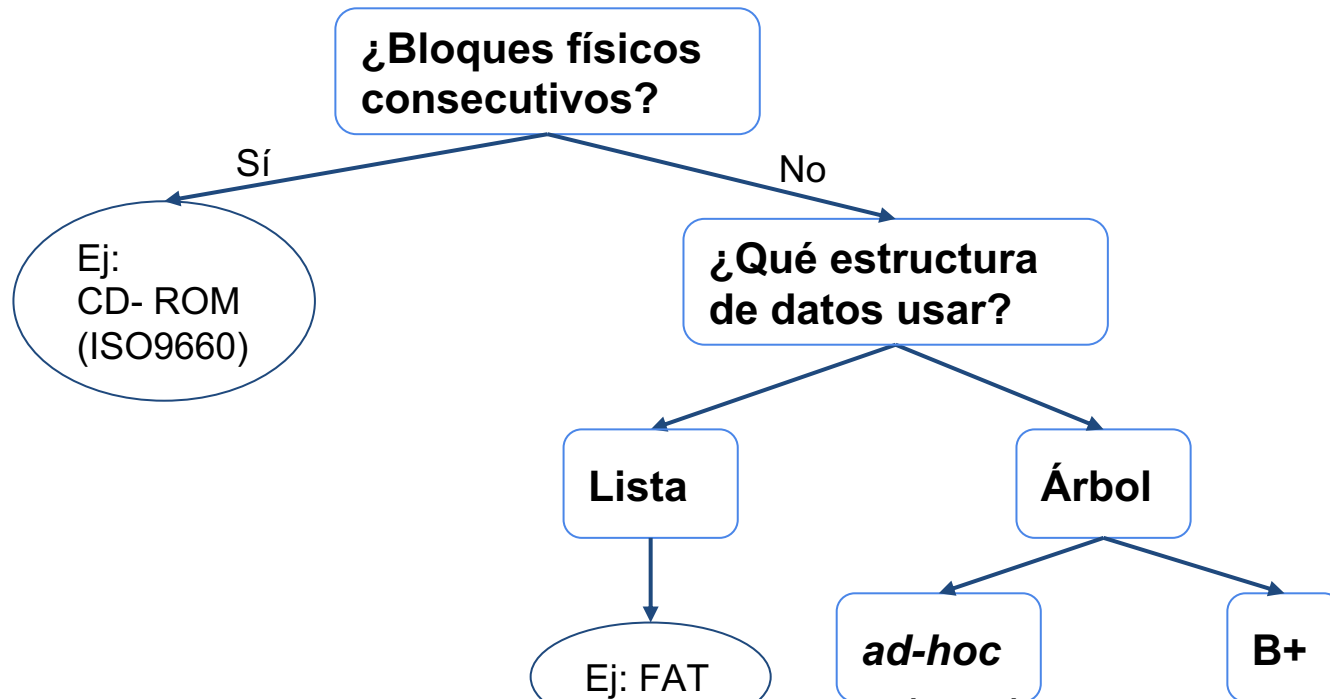 ¿Bloques físicos
consecutivos?
Sí
No
Ej:
CD- ROM
(ISO9660)
¿Qué estructura
de datos usar?
Lista
Árbol
Ej: FAT
ad-hoc
B+